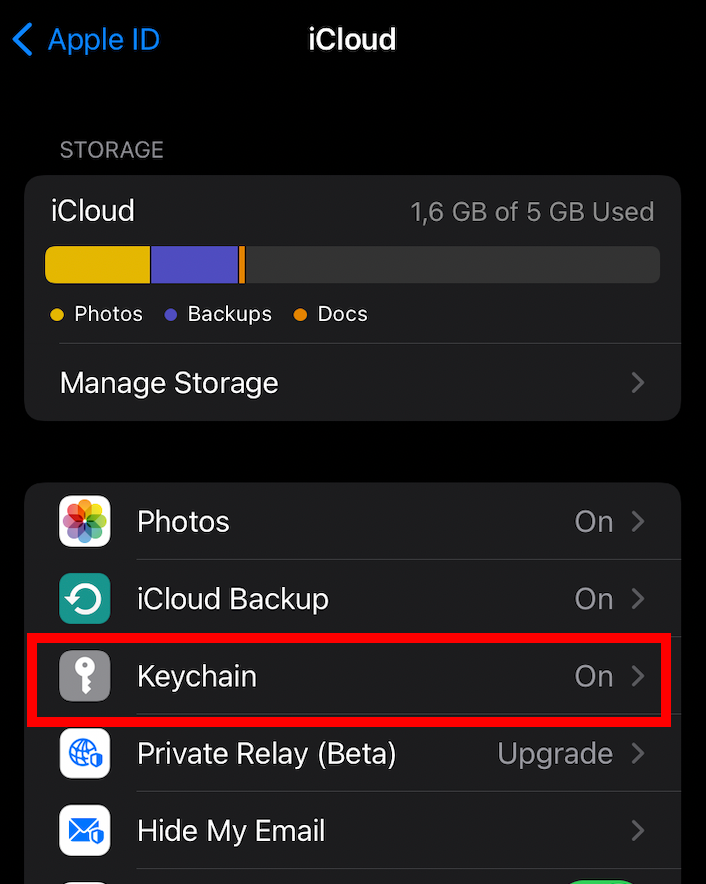 Apple ID
iCloud
STORAGE
iCloud 1,6 GB of 5 GB Used
Photos Backups Docs
Manage Storage
Photos On
iCloud Backup On
Keychain On
Private Relay (Beta) Upgrade
Hide My Email